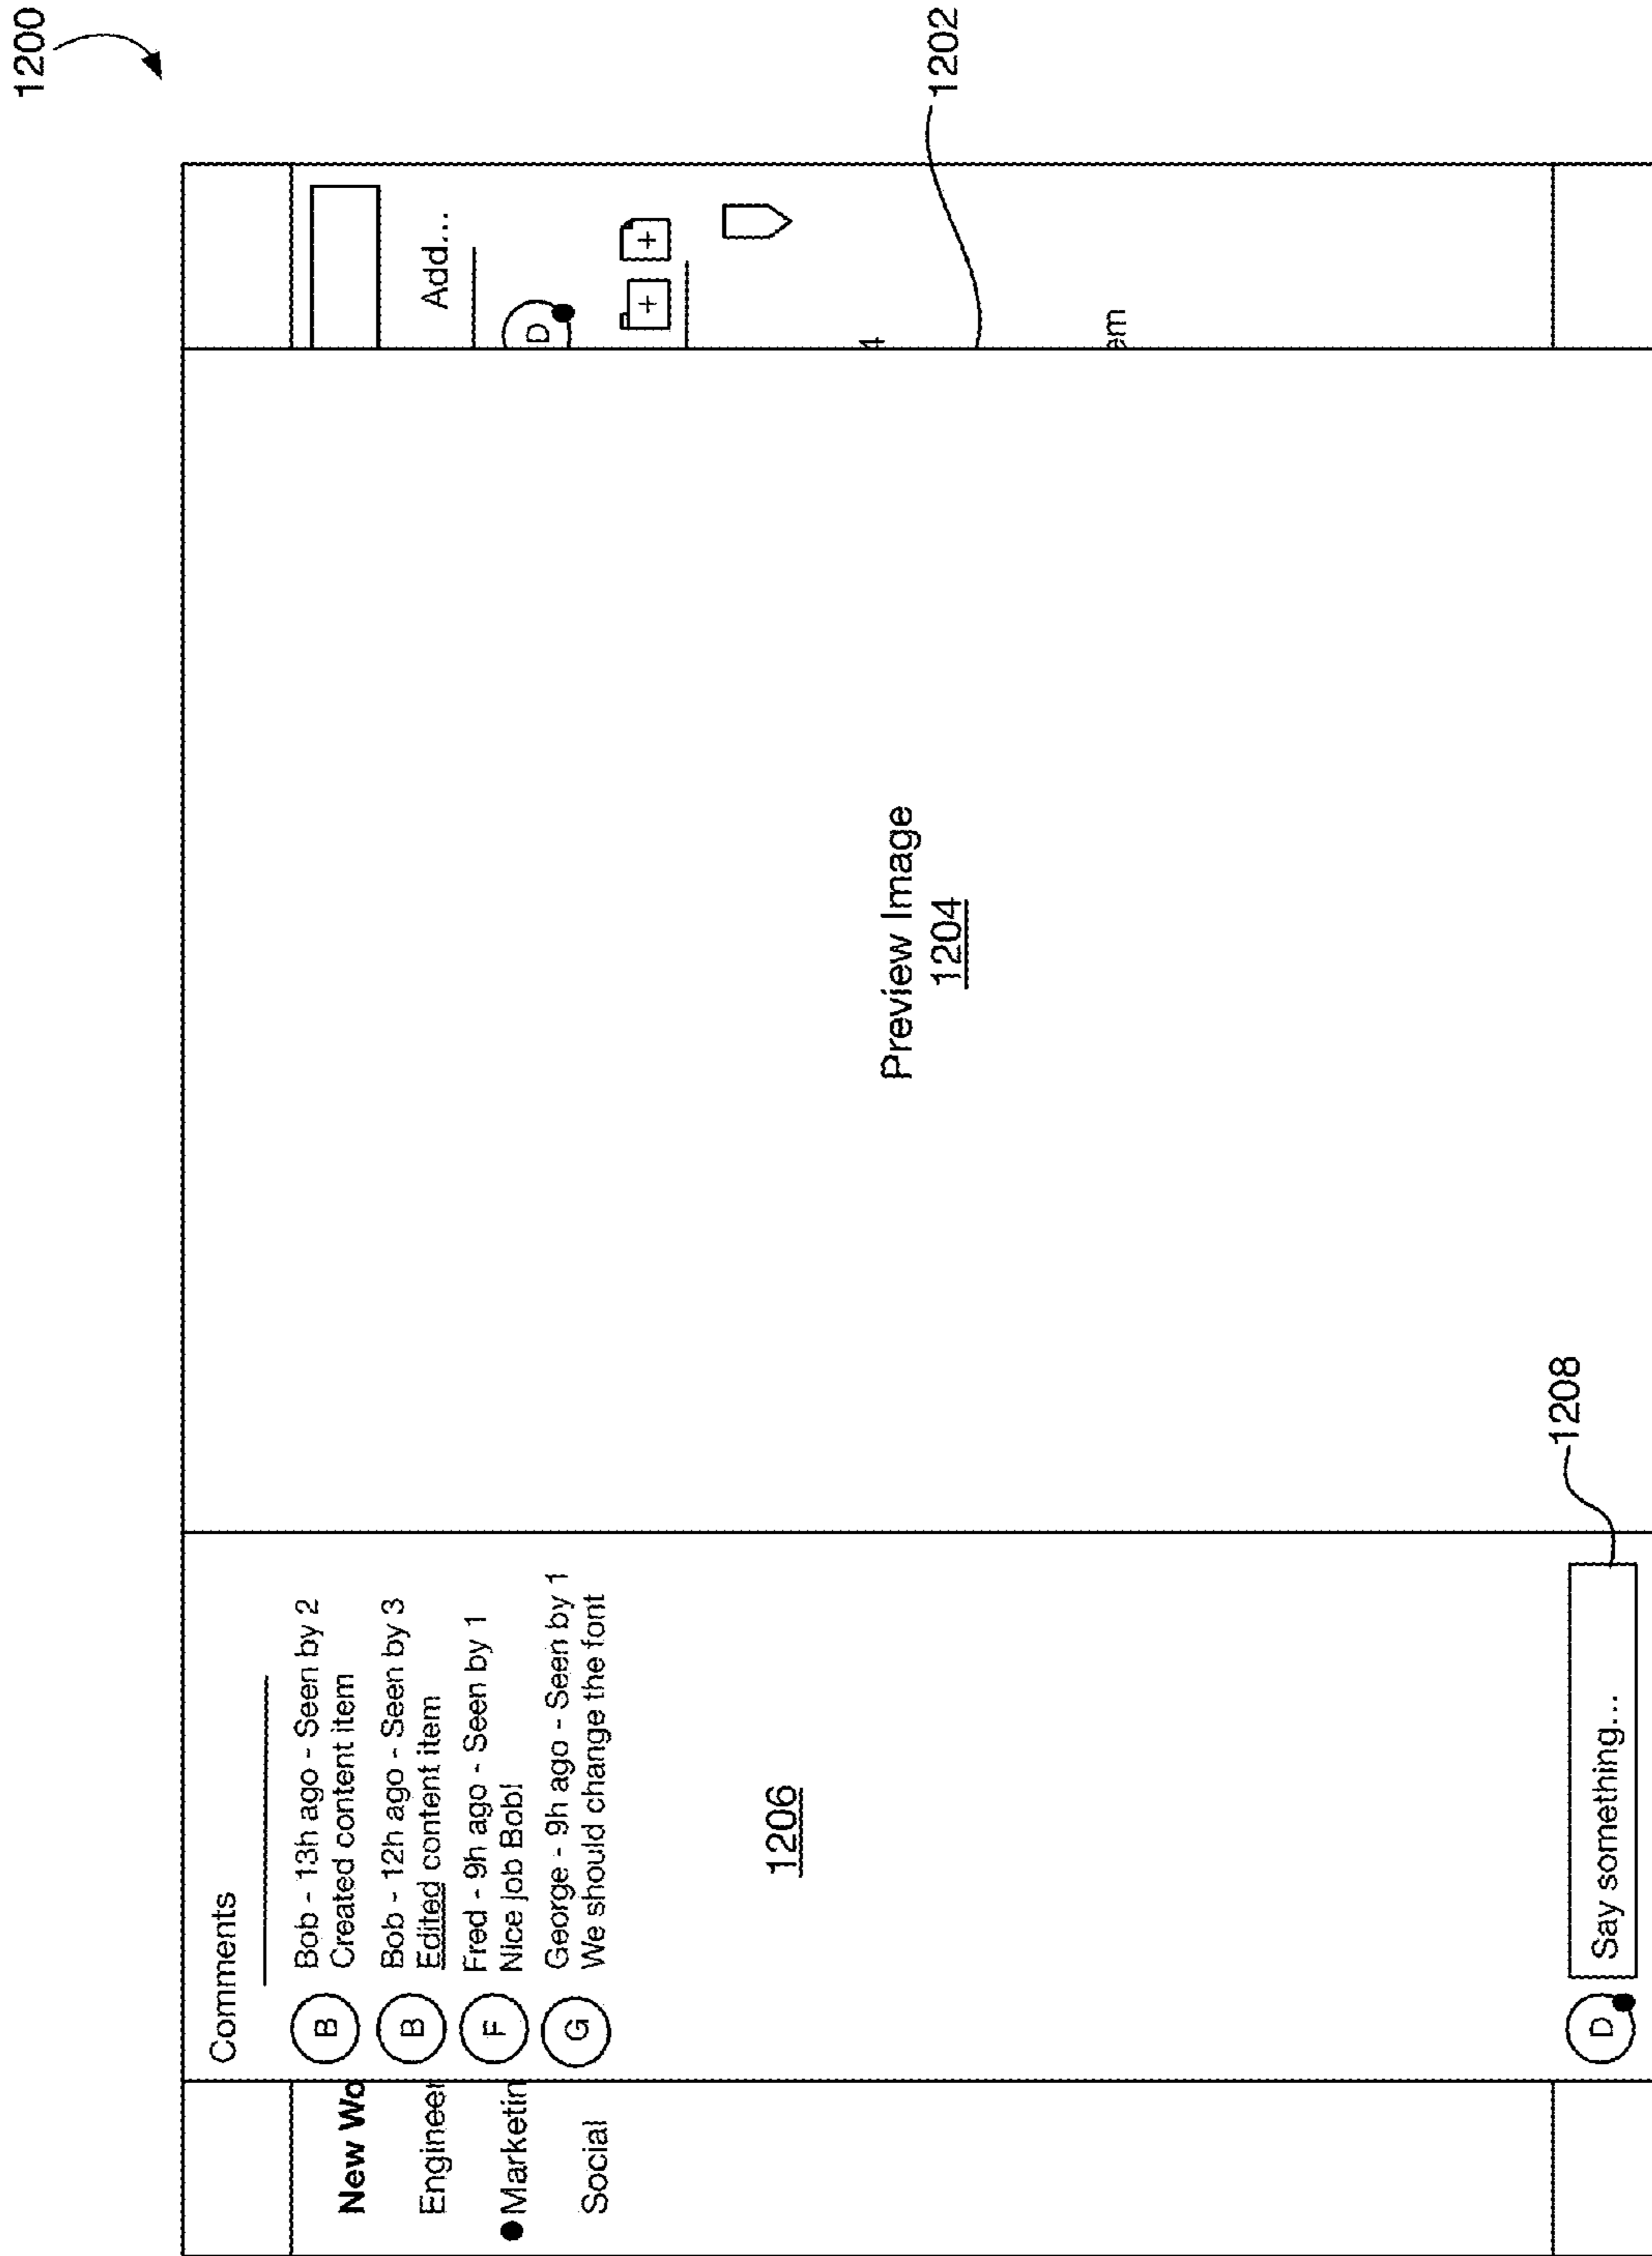 1200
New Wo
Engineer
Marketin
Social
Comments
B
Bob - 13h ago - Seen by 2
Created content item
B
Bob - 12h ago - Seen by 3
Edited content item
F
Fred - 9h ago - Seen by 1
Nice job Bob!
G
George - 9h ago - Seen by 1
We should change the font
1206
D
Say something...
1208
Preview Image
1204
Add...
D
+
+
4
em
1202